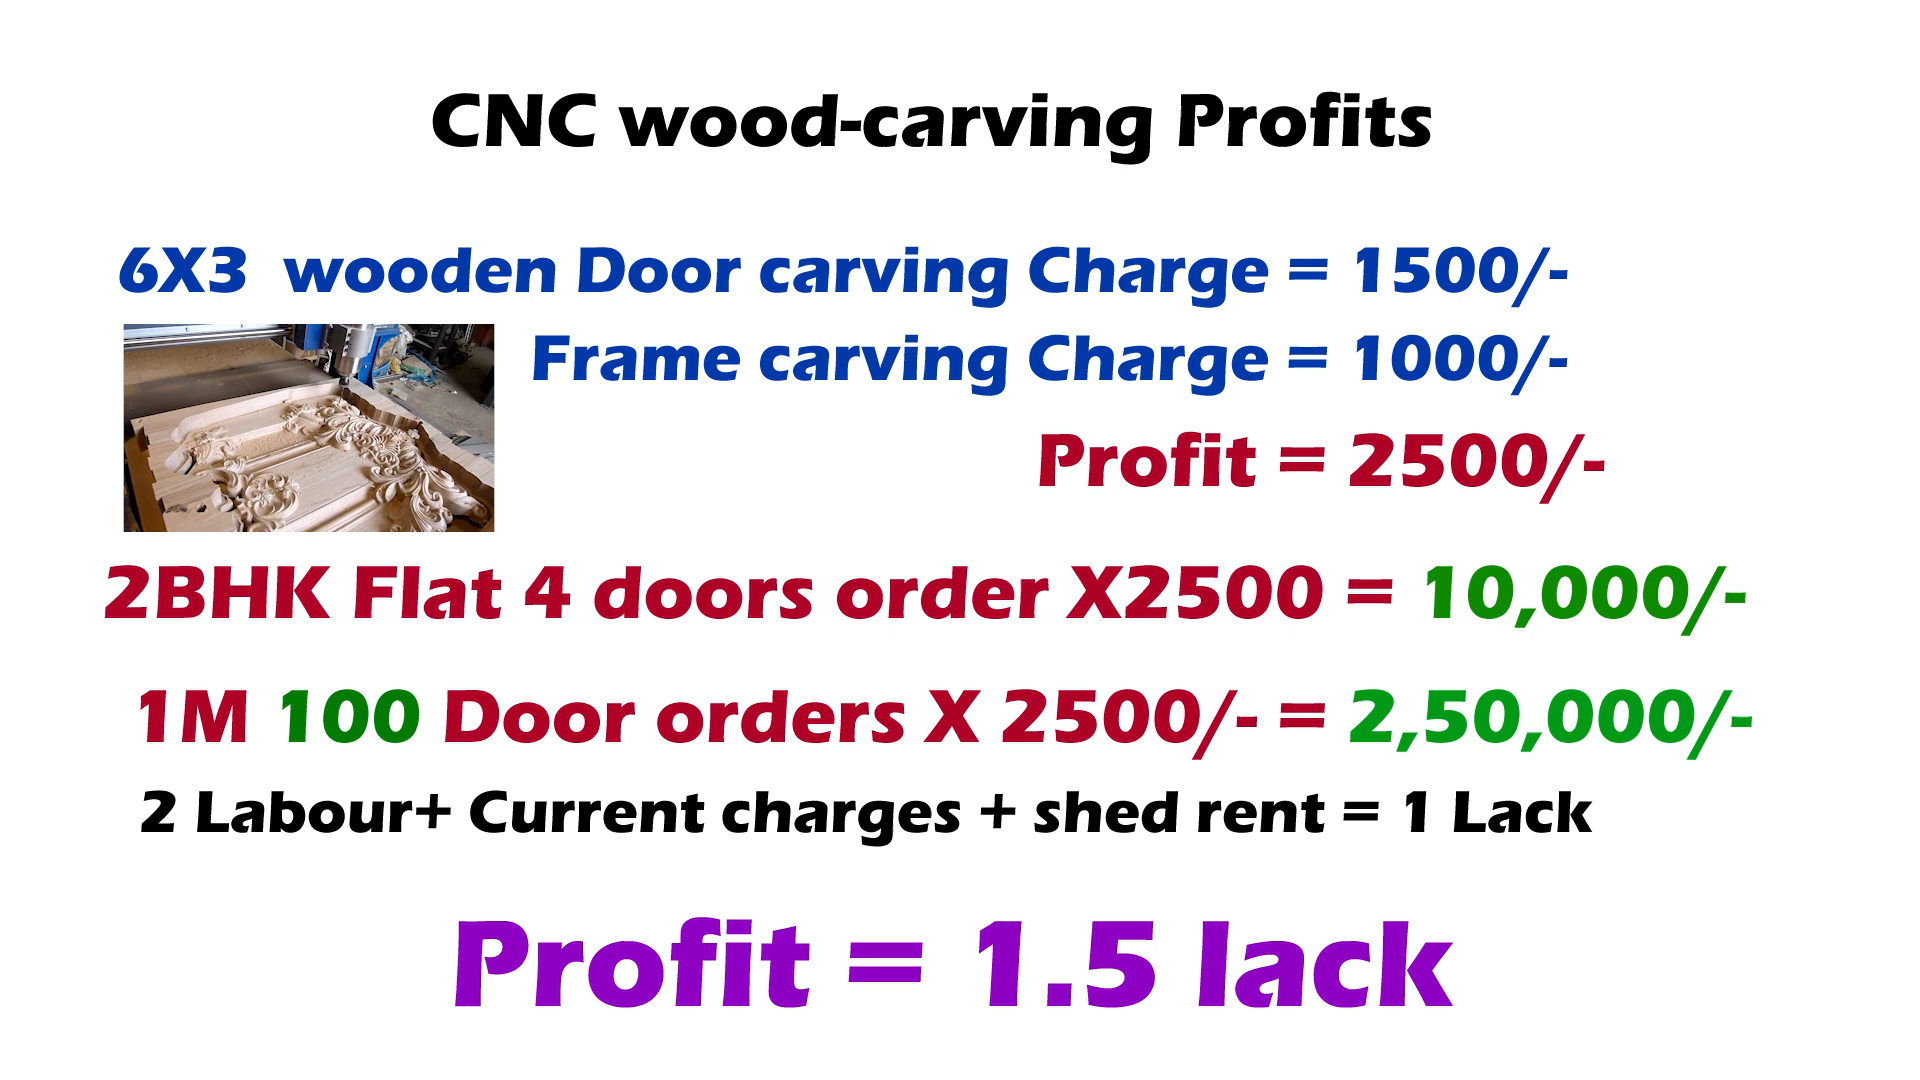 CNC wood-carving Profits
6X3 wooden Door carving Charge = 1500/-
Frame carving Charge = 1000/-
Profit = 2500/-
2BHK Flat 4 doors order X2500 = 10,000/-
1M 100 Door orders X 2500/- = 2,50,000/-
2 Labour+ Current charges + shed rent = 1 Lack
Profit = 1.5 lack